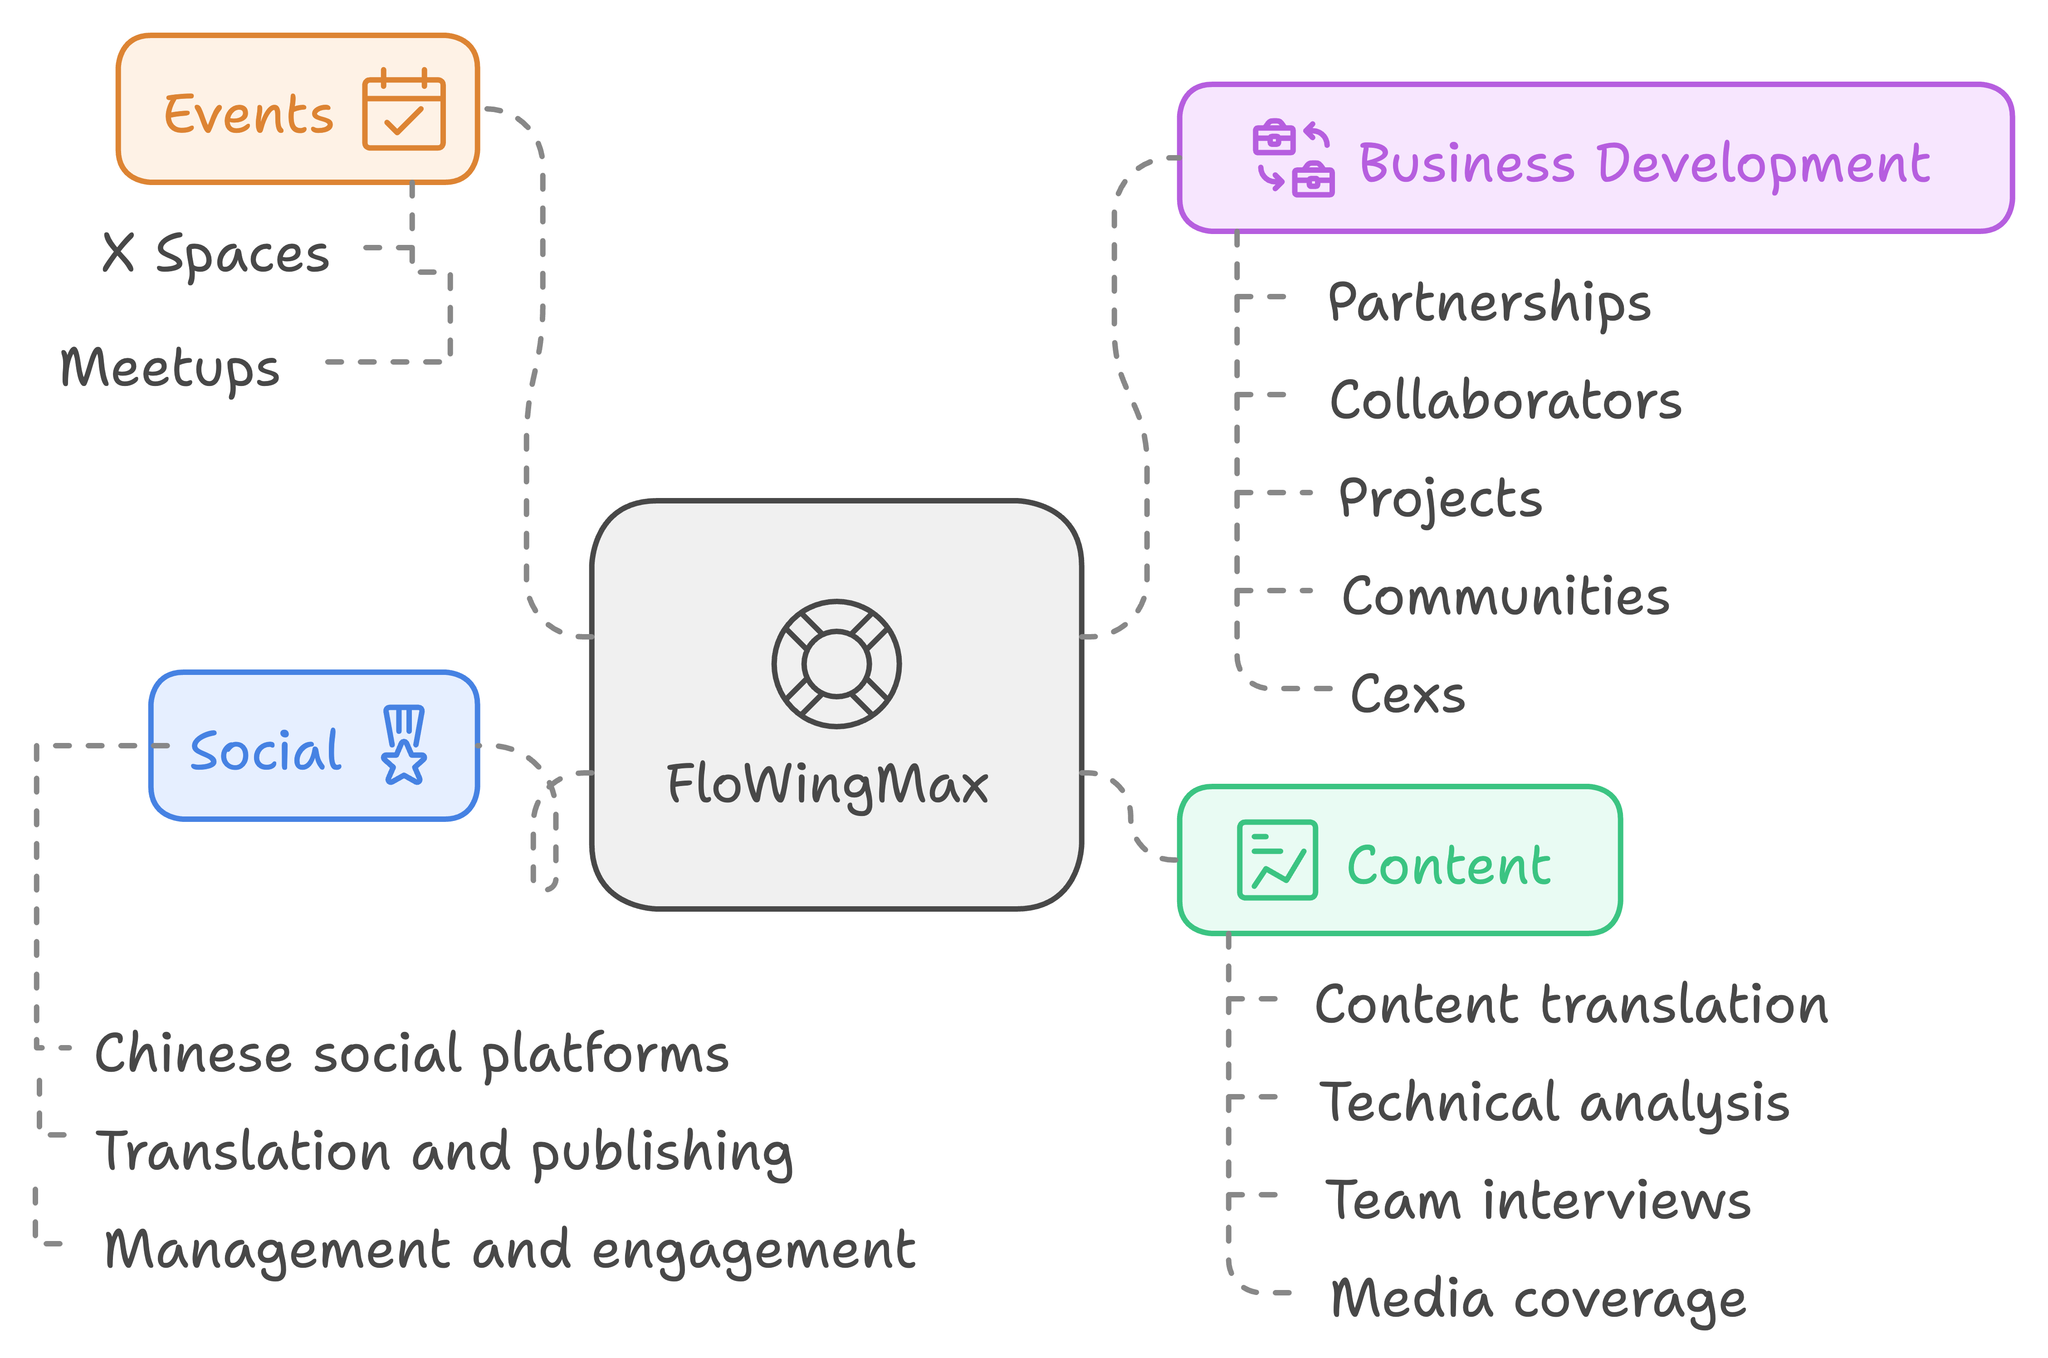 Events
X Spaces
Meetups
Business Development
Partnerships
Collaborators
Projects
Communities
Cexs
FloWingMax
Social
Chinese social platforms
Translation and publishing
Management and engagement
Content
Content translation
Technical analysis
Team interviews
Media coverage